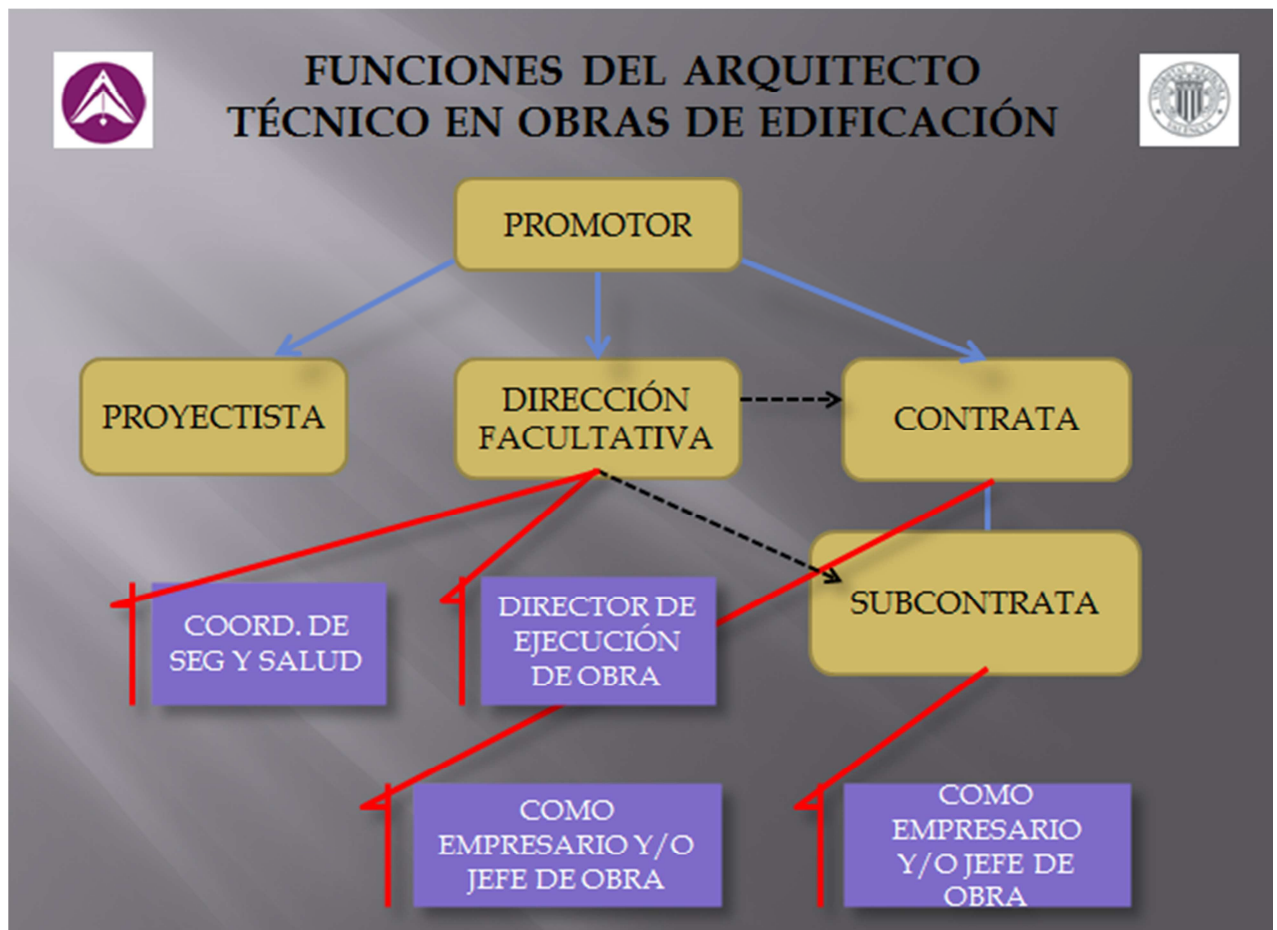 FUNCIONES DEL ARQUITECTO
TÉCNICO EN OBRAS DE EDIFICACIÓN
PROMOTOR
PROYECTISTA
DIRECCIÓN
FACULTATIVA
CONTRATA
SUBCONTRATA
COORD. DE
SEG Y SALUD
DIRECTOR DE
EJECUCIÓN
DE OBRA
COMO
EMPRESARIO Y/O
JEFE DE OBRA
COMO
EMPRESARIO
Y/O JEFE DE
OBRA